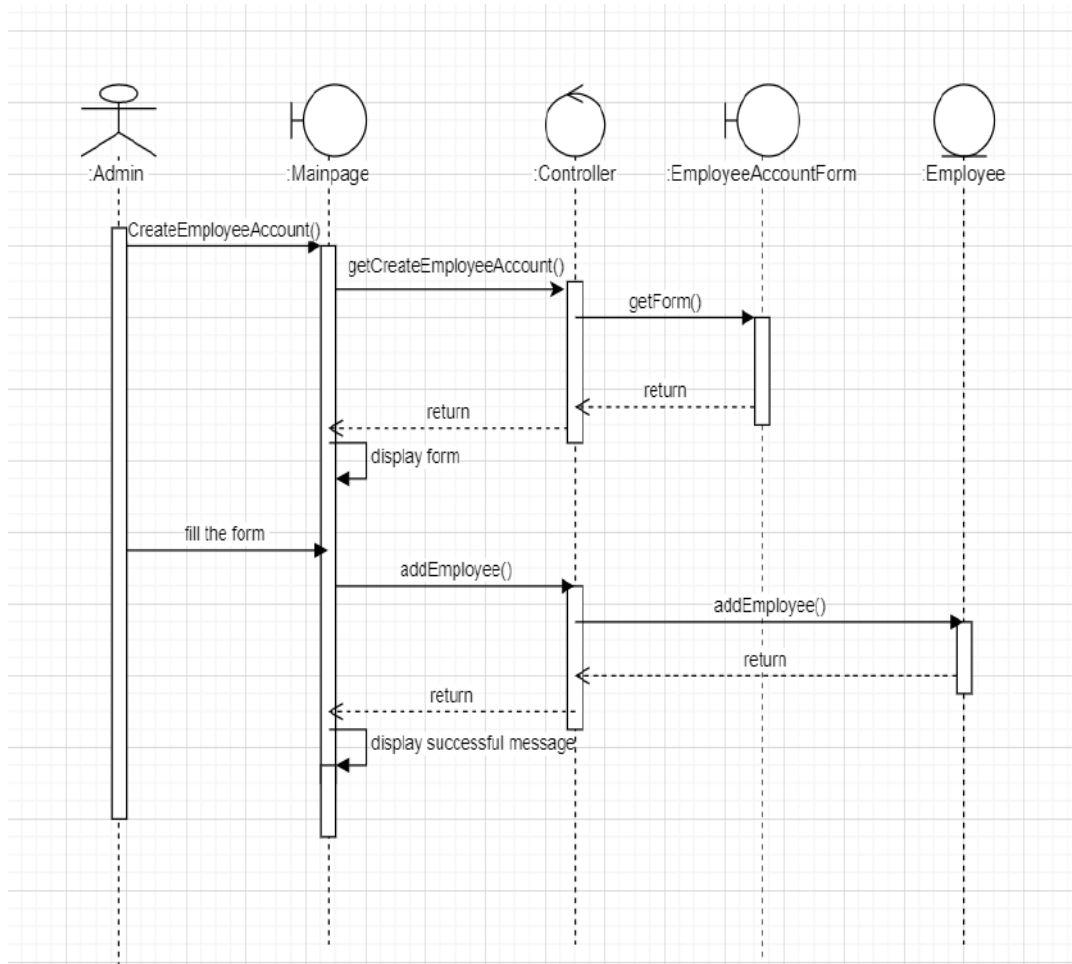 :Admin
:Mainpage
:Controller
:EmployeeAccountForm
:Employee
CreateEmployeeAccount()
getCreateEmployeeAccount()
getForm()
return
return
display form
fill the form
addEmployee()
addEmployee()
return
return
display successful message